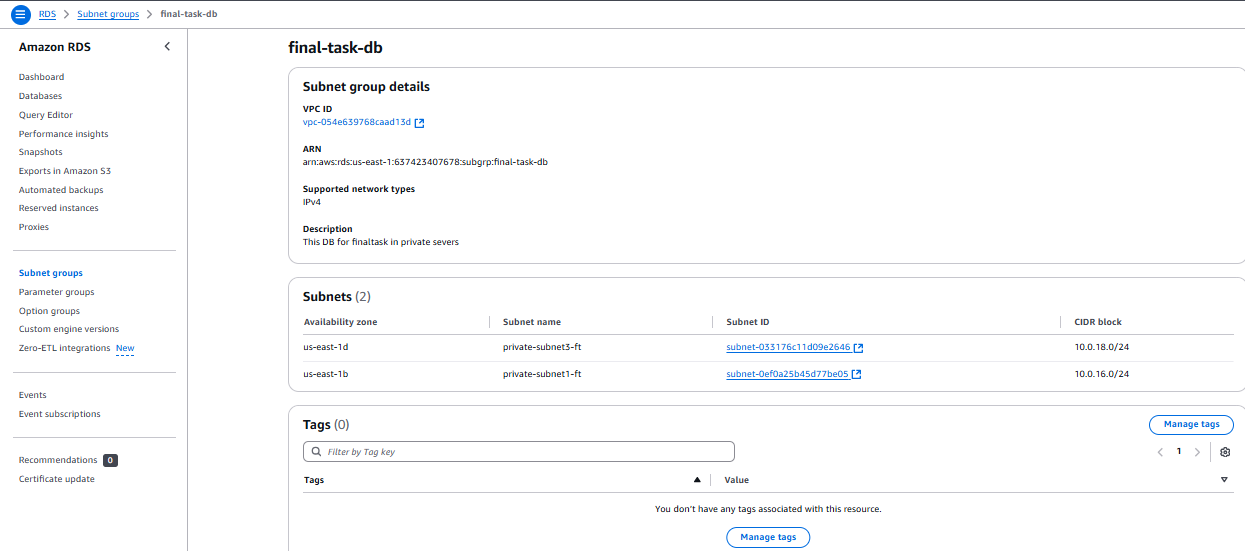 RDS > Subnet groups > final-task-db
Amazon RDS
Dashboard
Databases
Query Editor
Performance insights
Snapshots
Exports in Amazon S3
Automated backups
Reserved instances
Proxies
Subnet groups
Parameter groups
Option groups
Custom engine versions
Zero-ETL integrations New
Events
Event subscriptions
Recommendations 0
Certificate update
final-task-db
Subnet group details
VPC ID
vpc-054e639768caad13d
ARN
arn:aws:rds:us-east-1:637423407678:subgrp:final-task-db
Supported network types
IPv4
Description
This DB for finaltask in private severs
Subnets (2)
Availability zone Subnet name Subnet ID CIDR block
us-east-1d private-subnet3-ft subnet-033176c11d09e2646 10.0.18.0/24
us-east-1b private-subnet1-ft subnet-0ef0a25b45d77be05 10.0.16.0/24
Tags (0) Manage tags
Filter by Tag key 1
Tags Value
You don't have any tags associated with this resource.
Manage tags